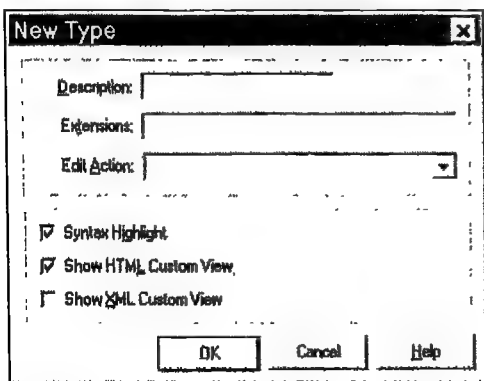 New Type
Description:
Extensions:
Edit Action:
Syntax Highlight
Show HTML Custom View
Show XML Custom View
OK
Cancel
Help